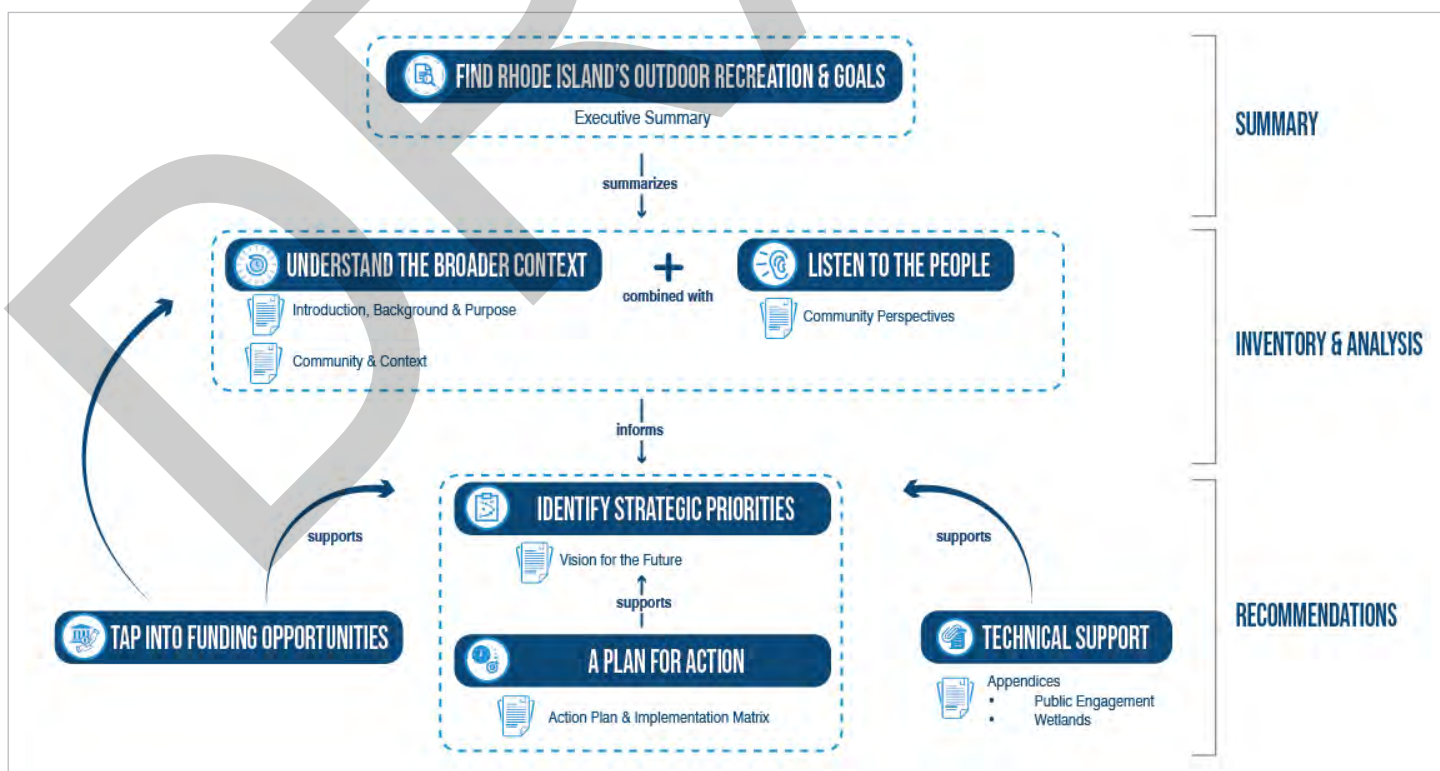 FIND RHODE ISLAND'S OUTDOOR RECREATION & GOALS
Executive Summary
SUMMARY
summarizes
UNDERSTAND THE BROADER CONTEXT
Introduction, Background & Purpose
Community & Context
combined with
LISTEN TO THE PEOPLE
Community Perspectives
INVENTORY & ANALYSIS
informs
IDENTIFY STRATEGIC PRIORITIES
Vision for the Future
supports
supports
supports
TAP INTO FUNDING OPPORTUNITIES
A PLAN FOR ACTION
Action Plan & Implementation Matrix
TECHNICAL SUPPORT
Appendices
• Public Engagement
• Wetlands
RECOMMENDATIONS